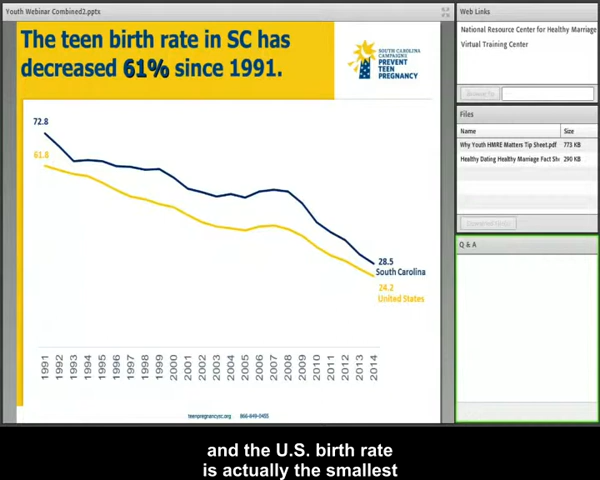 Youth Webinar Combined2.pptx
The teen birth rate in SC has
decreased 61% since 1991.
SOUTH CAROLINA
CAMPAIGN
PREVENT
TEEN
PREGNANCY
72.8
61.8
28.5
South Carolina
24.2
United States
1991 1992 1993 1994 1995 1996 1997 1998 1999 2000 2001 2002 2003 2004 2005 2006 2007 2008 2009 2010 2011 2012 2013 2014
teenpregnancysc.org 866-649-0455
Web Links
National Resource Center for Healthy Marriage
Virtual Training Center
Browse To
Files
Name Size
Why Youth HMRE Matters Tip Sheet.pdf 773 KB
Healthy Dating Healthy Marriage Fact She 290 KB
Q & A
and the U.S. birth rate
is actually the smallest